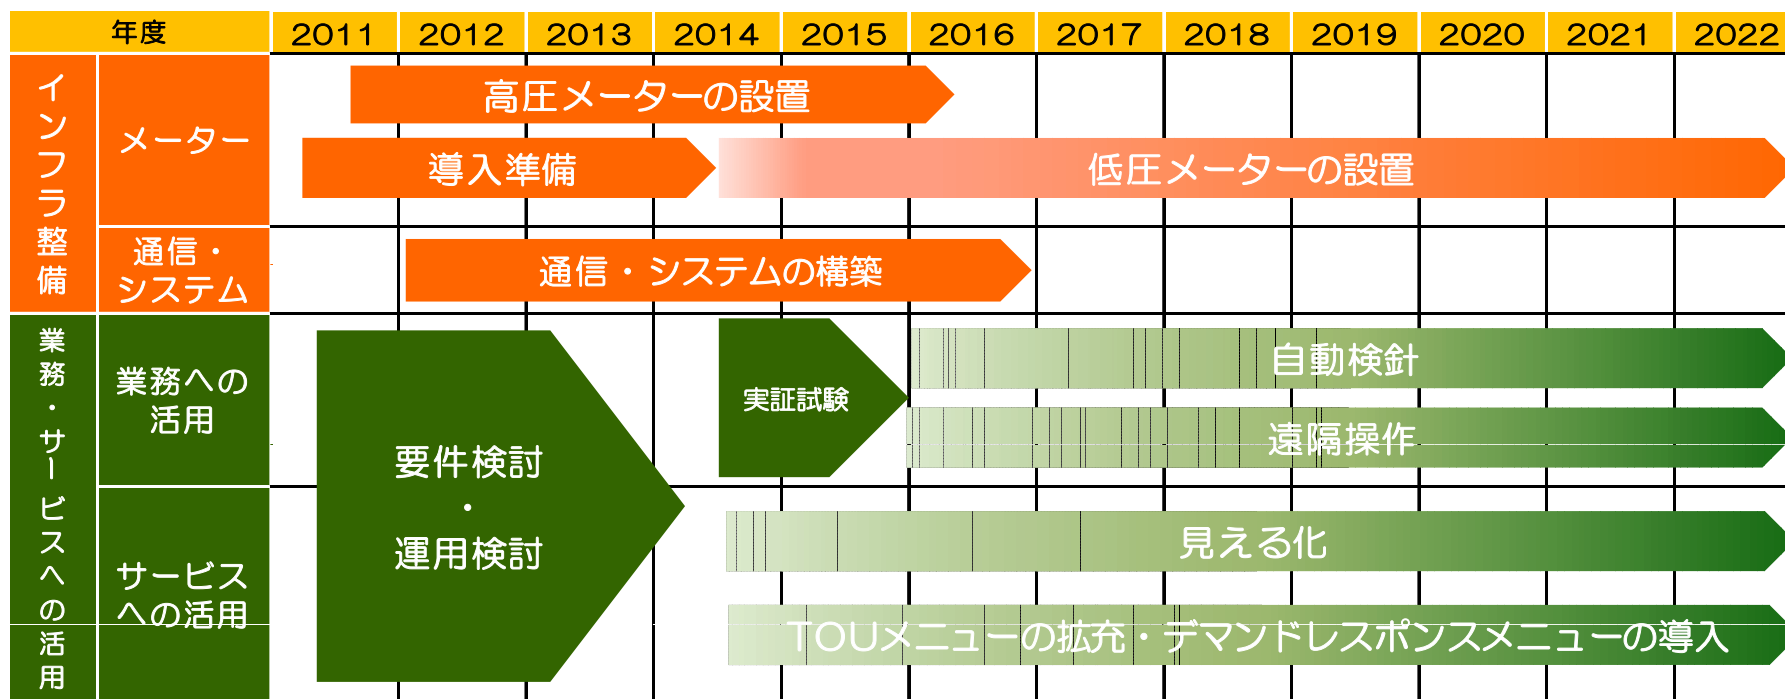 年度 2011 2012 2013 2014 2015 2016 2017 2018 2019 2020 2021 2022
インフラ整備
メーター
高圧メーターの設置
導入準備
低圧メーターの設置
通信・
システム
通信・システムの構築
業務・サービスへの活用
業務への
活用
要件検討
・
運用検討
実証試験
自動検針
遠隔操作
サービス
への活用
見える化
TOUメニューの拡充・デマンドレスポンスメニューの導入